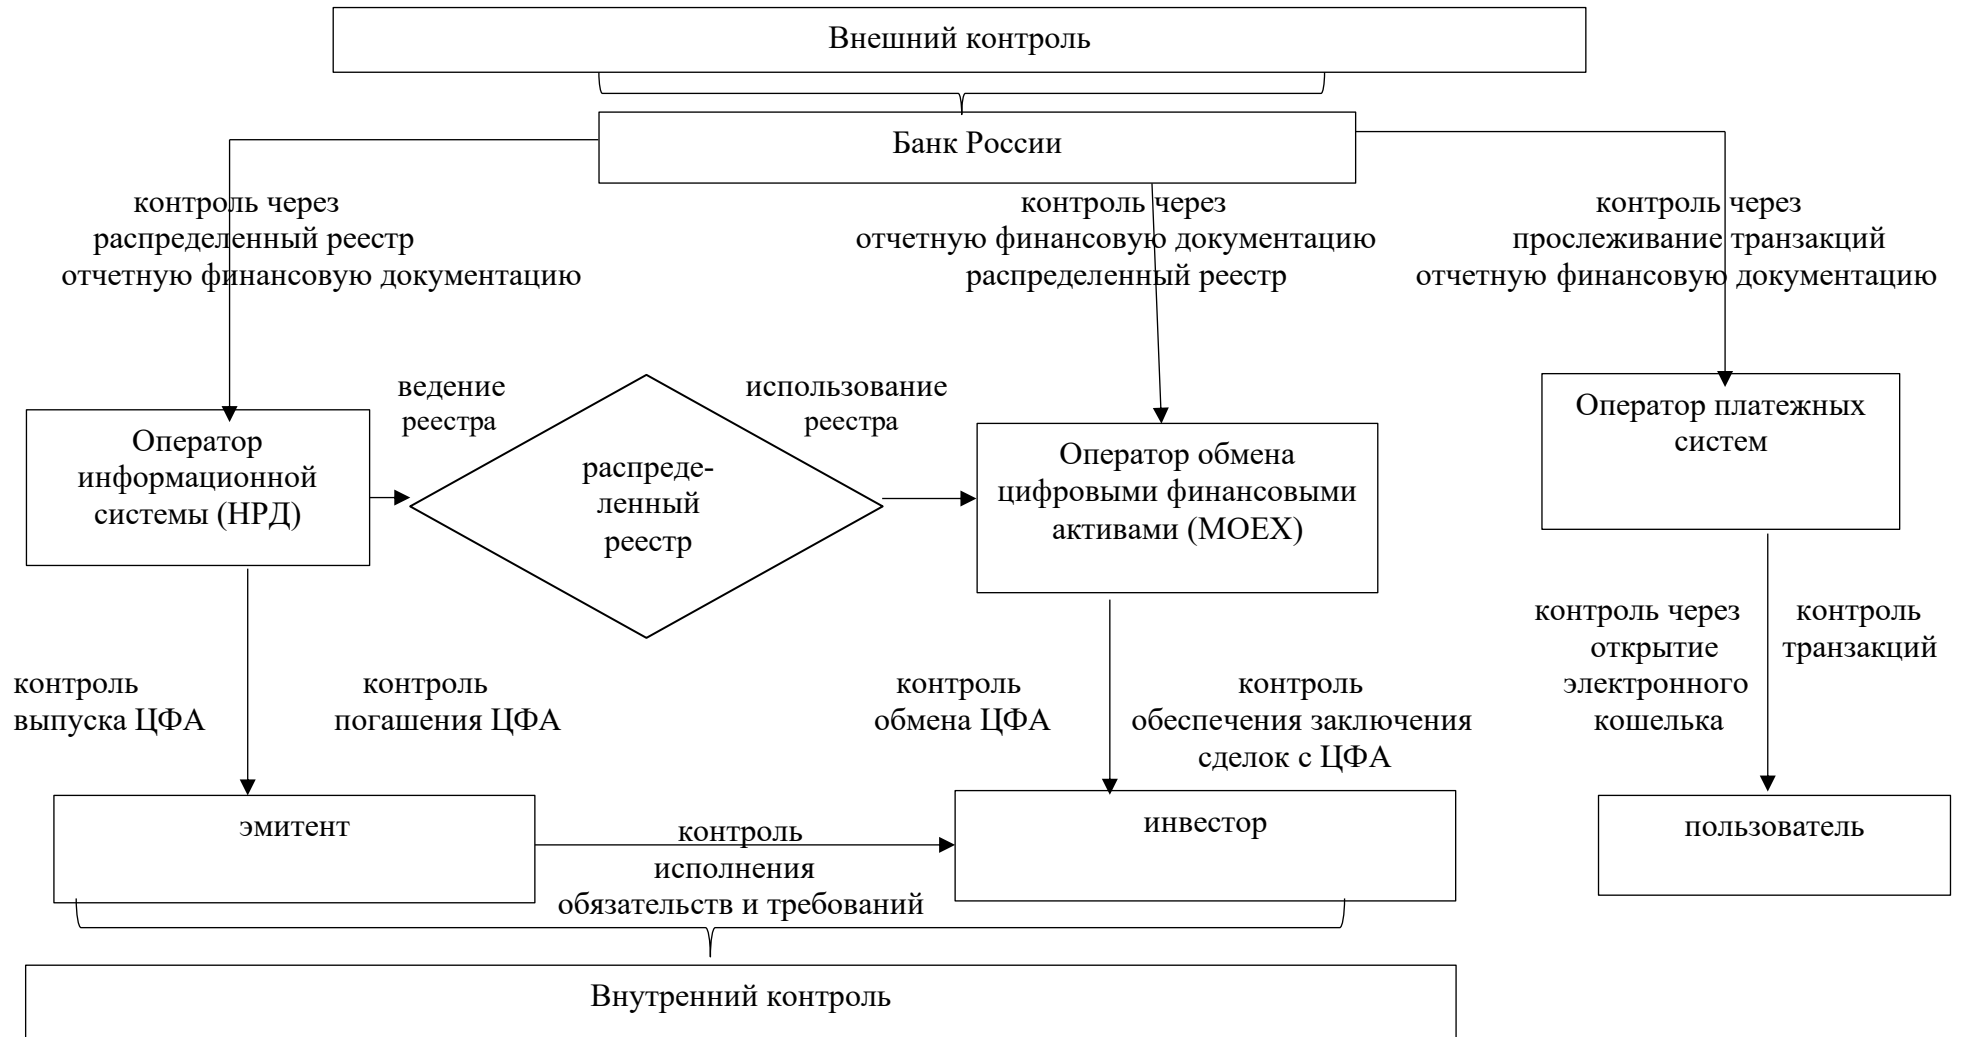 Внешний контроль
Банк России
контроль через
распределенный реестр
отчетную финансовую документацию
контроль через
отчетную финансовую документацию
распределенный реестр
контроль через
прослеживание транзакций
отчетную финансовую документацию
ведение
реестра
использование
реестра
Оператор
информационной
системы (НРД)
распреде-
ленный
реестр
Оператор обмена
цифровыми финансовыми
активами (MOEX)
Оператор платежных
систем
контроль
выпуска ЦФА
контроль
погашения ЦФА
контроль
обмена ЦФА
контроль
обеспечения заключения
сделок с ЦФА
контроль через
открытие
электронного
кошелька
контроль
транзакций
эмитент
контроль
исполнения
обязательств и требований
инвестор
пользователь
Внутренний контроль